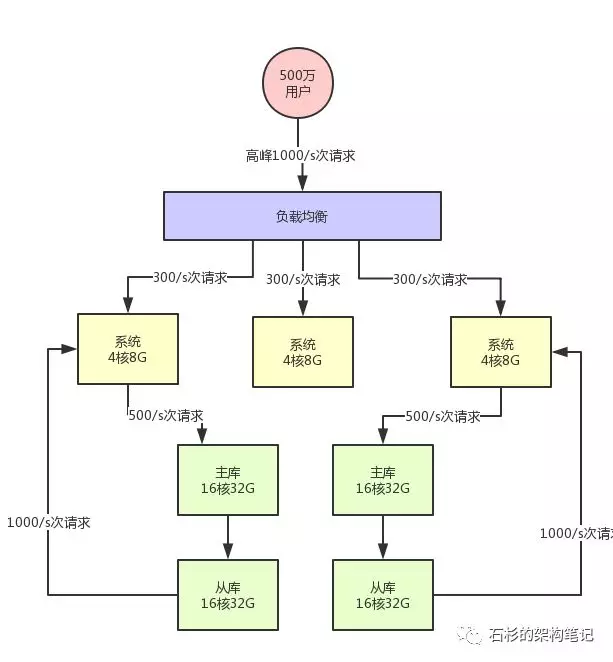 500万
用户
高峰1000/s次请求
负载均衡
300/s次请求
300/s次请求
300/s次请求
系统
4核8G
系统
4核8G
系统
4核8G
500/s次请求
500/s次请求
主库
16核32G
主库
16核32G
1000/s次请求
1000/s次请求
从库
16核32G
从库
16核32G
石杉的架构笔记